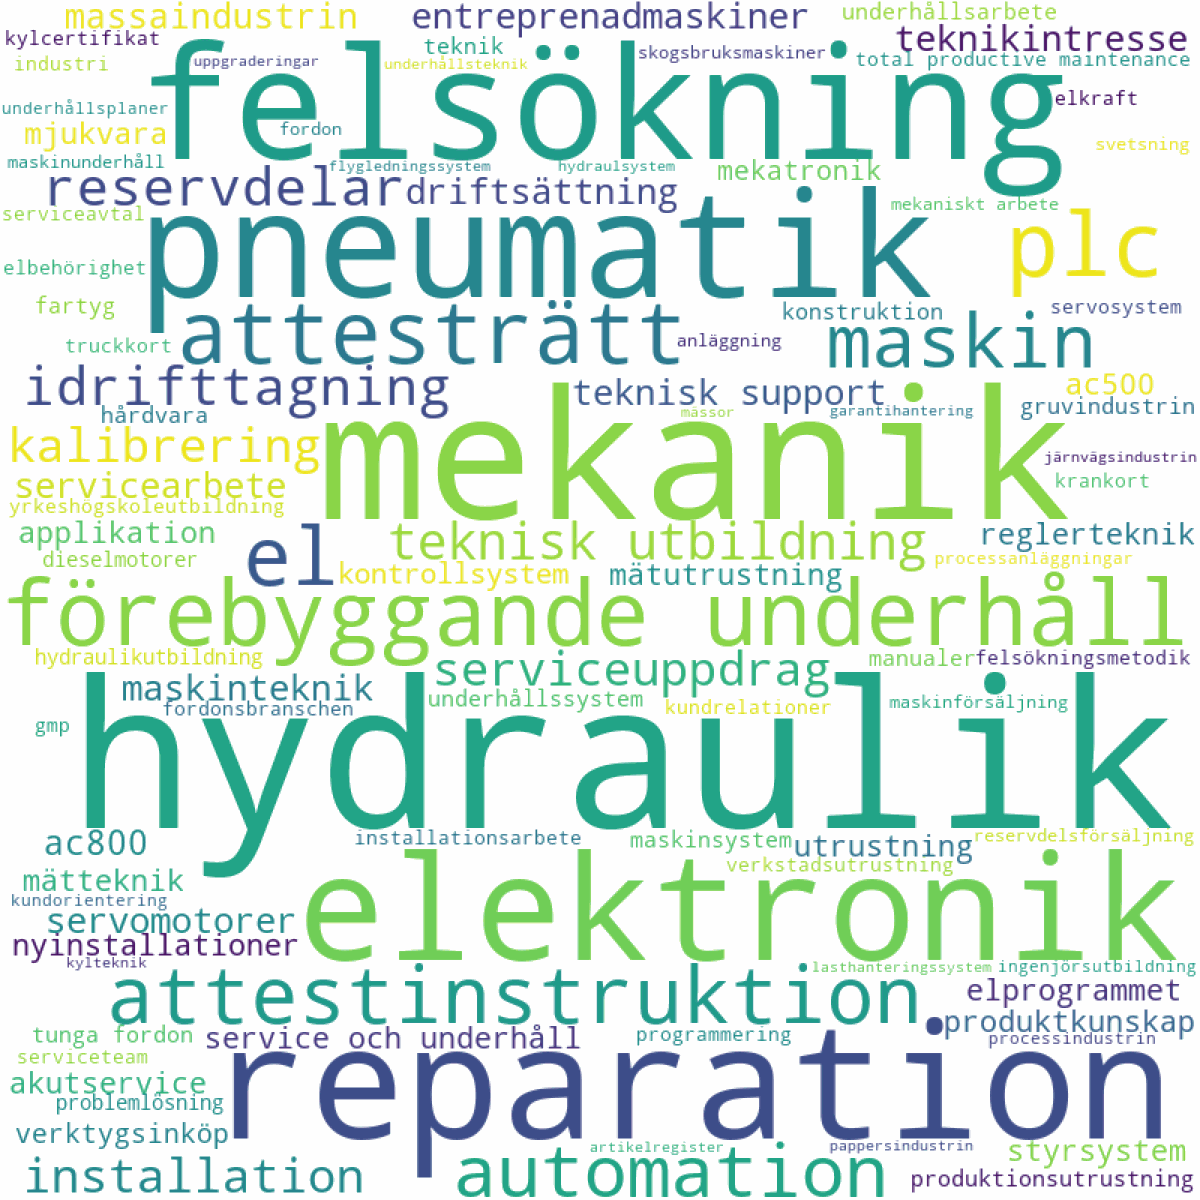 massaindustrin
entreprenadmaskiner
underhållsarbete
kylcertifikat
teknik
skogsbruksmaskiner
teknikintresse
industri
uppgraderingar
underhållsteknik
total productive maintenance
felsökning
underhållsplaner
elkraft
mjukvara
fordon
svetsning
maskinunderhåll
flygledningssystem
hydraulsystem
mekatronik
reservdelar
driftsättning
serviceavtal
mekaniskt arbete
pneumatik
plc
elbehörighet
fartyg
attesträtt
konstruktion
servosystem
truckkort
anläggning
maskin
idrifttagning
teknisk support
ac500
hårdvara
mässor
garantihantering
gruvindustrin
kalibrering
mekanik
järnvägsindustrin
servicearbete
krankort
yrkeshögskoleutbildning
applikation
teknisk utbildning
reglerteknik
dieselmotorer
el
kontrollsystem
mätutrustning
processanläggningar
förebyggande underhåll
hydraulikutbildning
serviceuppdrag
manualer
felsökningsmetodik
maskinteknik
underhållssystem
kundrelationer
maskinförsäljning
fordonsbranschen
gmp
hydraulik
ac800
installationsarbete
maskinsystem
utrustning
reservdelsförsäljning
verkstadsutrustning
mätteknik
kundorientering
elektronik
servomotorer
nyinstallationer
kylteknik
lasthanteringssystem
ingenjörsutbildning
attestinstruktion
elprogrammet
tunga fordon
service och underhåll
programmering
produktkunskap
processindustrin
serviceteam
reparation
akutservice
problemlösning
verktygsinköp
artikelregister
pappersindustrin
styrsystem
installation
automation
produktionsutrustning